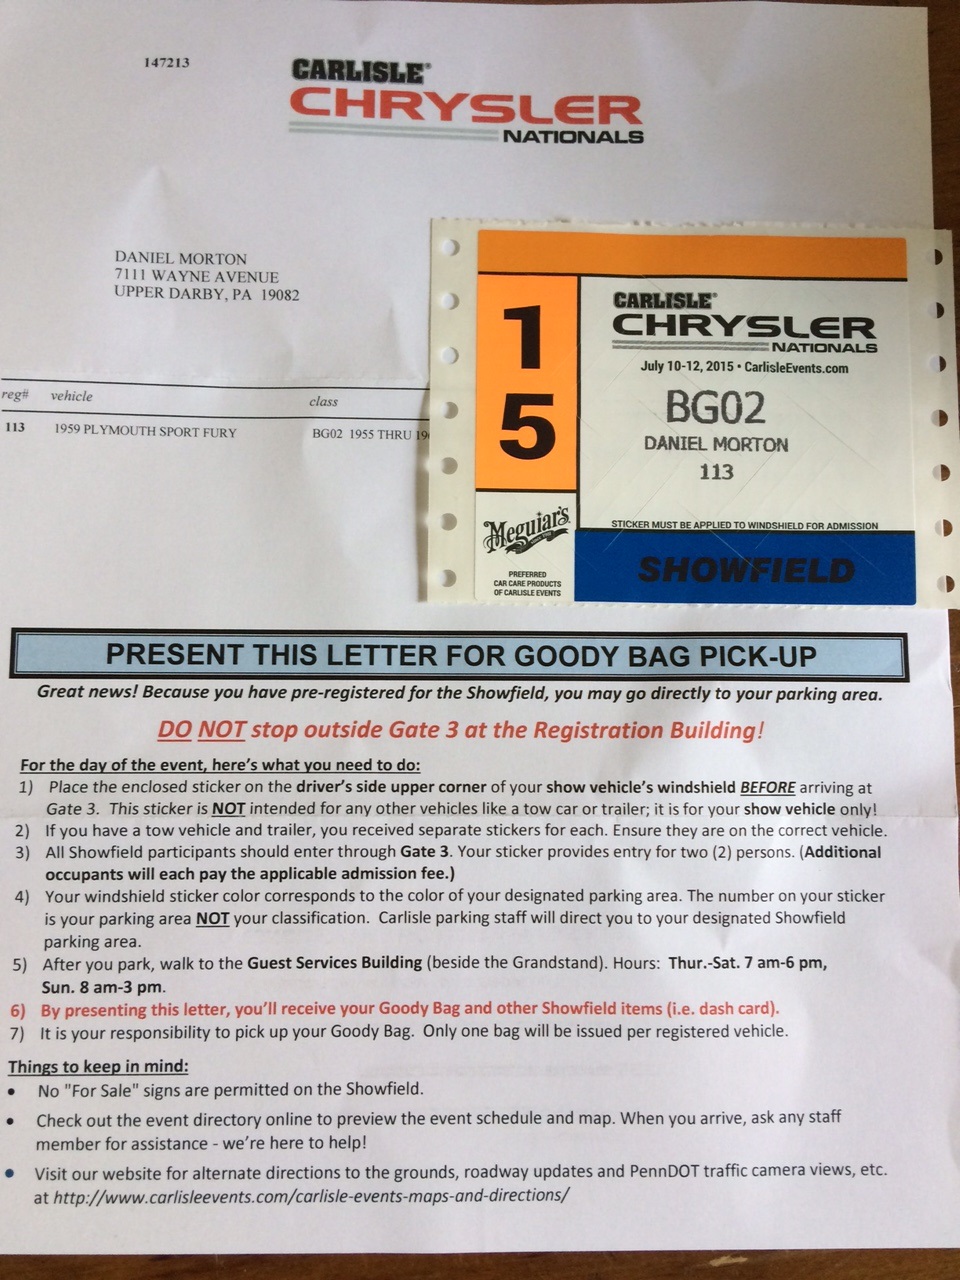 147213
CARLISLE®
CHRYSLER
NATIONALS
DANIEL MORTON
7111 WAYNE AVENUE
UPPER DARBY, PA 19082
reg# vehicle class
113 1959 PLYMOUTH SPORT FURY BG02 1955 THRU
1
5
CARLISLE®
CHRYSLER
NATIONALS
July 10-12, 2015 • CarlisleEvents.com
BG02
DANIEL MORTON
113
STICKER MUST BE APPLIED TO WINDSHIELD FOR ADMISSION
Meguiar's
PREFERRED
CAR CARE PRODUCTS
OF CARLISLE EVENTS
SHOWFIELD
PRESENT THIS LETTER FOR GOODY BAG PICK-UP
Great news! Because you have pre-registered for the Showfield, you may go directly to your parking area.
DO NOT stop outside Gate 3 at the Registration Building!
For the day of the event, here's what you need to do:
1) Place the enclosed sticker on the driver's side upper corner of your show vehicle's windshield BEFORE arriving at
Gate 3. This sticker is NOT intended for any other vehicles like a tow car or trailer; it is for your show vehicle only!
2) If you have a tow vehicle and trailer, you received separate stickers for each. Ensure they are on the correct vehicle.
3) All Showfield participants should enter through Gate 3. Your sticker provides entry for two (2) persons. (Additional
occupants will each pay the applicable admission fee.)
4) Your windshield sticker color corresponds to the color of your designated parking area. The number on your sticker
is your parking area NOT your classification. Carlisle parking staff will direct you to your designated Showfield
parking area.
5) After you park, walk to the Guest Services Building (beside the Grandstand). Hours: Thur.-Sat. 7 am-6 pm,
Sun. 8 am-3 pm.
6) By presenting this letter, you'll receive your Goody Bag and other Showfield items (i.e. dash card).
7) It is your responsibility to pick up your Goody Bag. Only one bag will be issued per registered vehicle.
Things to keep in mind:
• No "For Sale" signs are permitted on the Showfield.
• Check out the event directory online to preview the event schedule and map. When you arrive, ask any staff
member for assistance - we're here to help!
• Visit our website for alternate directions to the grounds, roadway updates and PennDOT traffic camera views, etc.
at http://www.carlisleevents.com/carlisle-events-maps-and-directions/